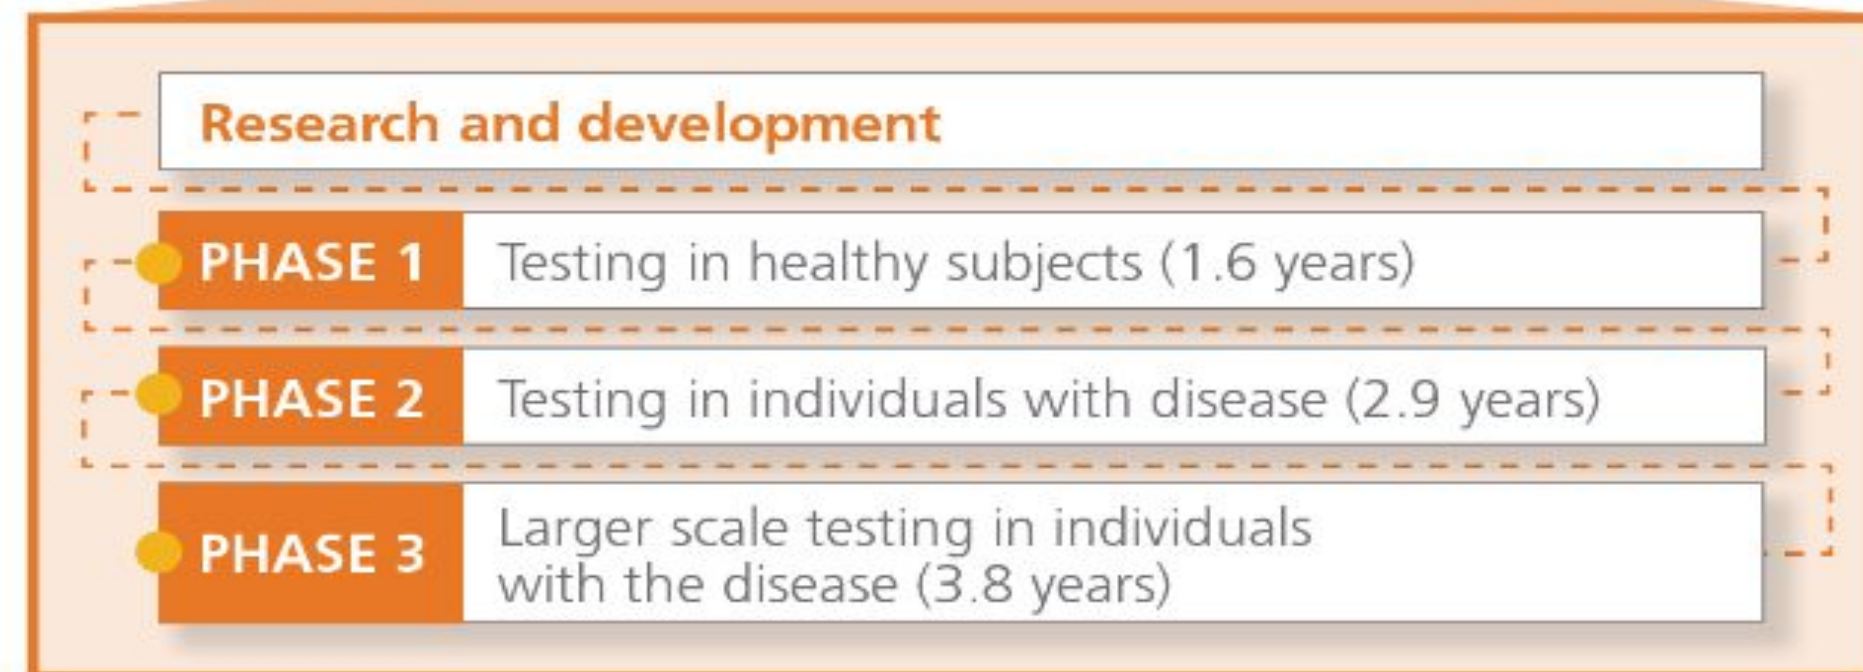 Research and development
PHASE 1 Testing in healthy subjects (1.6 years)
PHASE 2 Testing in individuals with disease (2.9 years)
PHASE 3 Larger scale testing in individuals
with the disease (3.8 years)